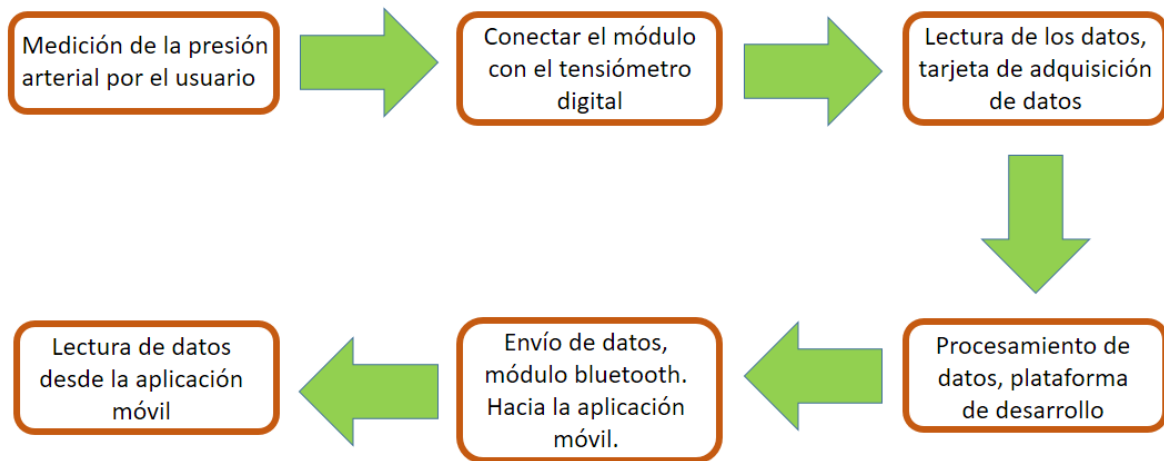 Medición de la presión
arterial por el usuario
Conectar el módulo
con el tensiómetro
digital
Lectura de los datos,
tarjeta de adquisición
de datos
Procesamiento de
datos, plataforma
de desarrollo
Envío de datos,
módulo bluetooth.
Hacia la aplicación
móvil.
Lectura de datos
desde la aplicación
móvil